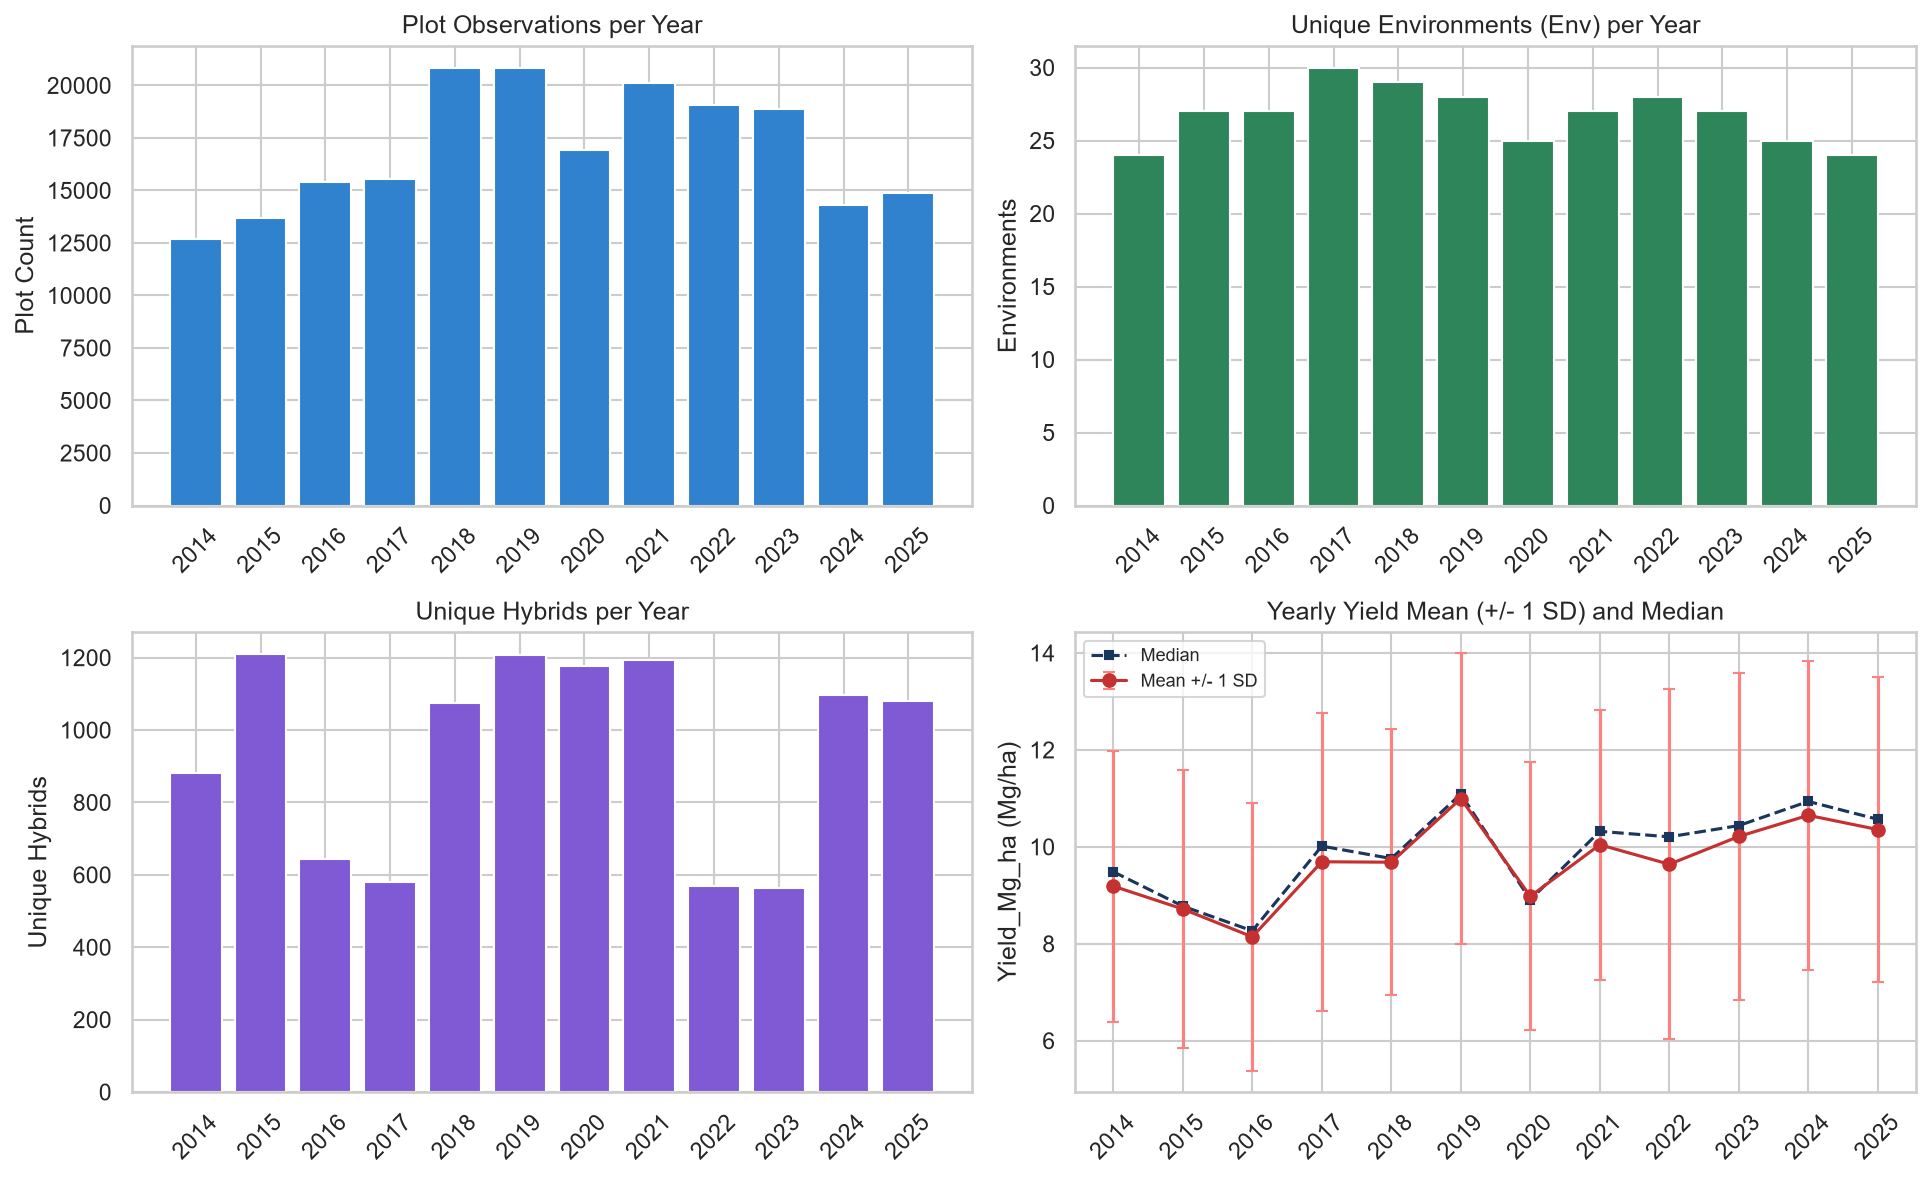 Plot Observations per Year
Plot Count
20000
17500
15000
12500
10000
7500
5000
2500
0
2014 2015 2016 2017 2018 2019 2020 2021 2022 2023 2024 2025
Unique Environments (Env) per Year
Environments
30
25
20
15
10
5
0
2014 2015 2016 2017 2018 2019 2020 2021 2022 2023 2024 2025
Unique Hybrids per Year
Unique Hybrids
1200
1000
800
600
400
200
0
2014 2015 2016 2017 2018 2019 2020 2021 2022 2023 2024 2025
Yearly Yield Mean (+/- 1 SD) and Median
Yield_Mg_ha (Mg/ha)
Median
Mean +/- 1 SD
14
12
10
8
6
2014 2015 2016 2017 2018 2019 2020 2021 2022 2023 2024 2025